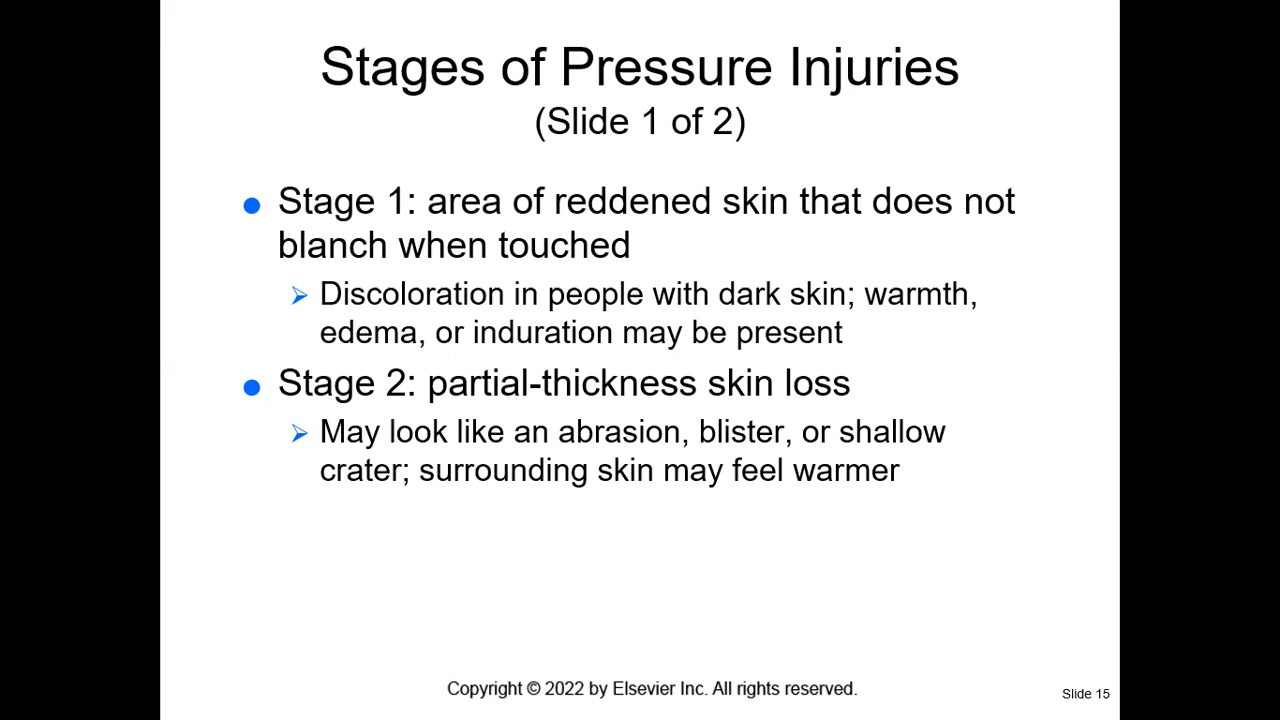 Stages of Pressure Injuries
(Slide 1 of 2)
● Stage 1: area of reddened skin that does not
blanch when touched
➢ Discoloration in people with dark skin; warmth,
edema, or induration may be present
● Stage 2: partial-thickness skin loss
➢ May look like an abrasion, blister, or shallow
crater; surrounding skin may feel warmer
Copyright © 2022 by Elsevier Inc. All rights reserved.
Slide 15